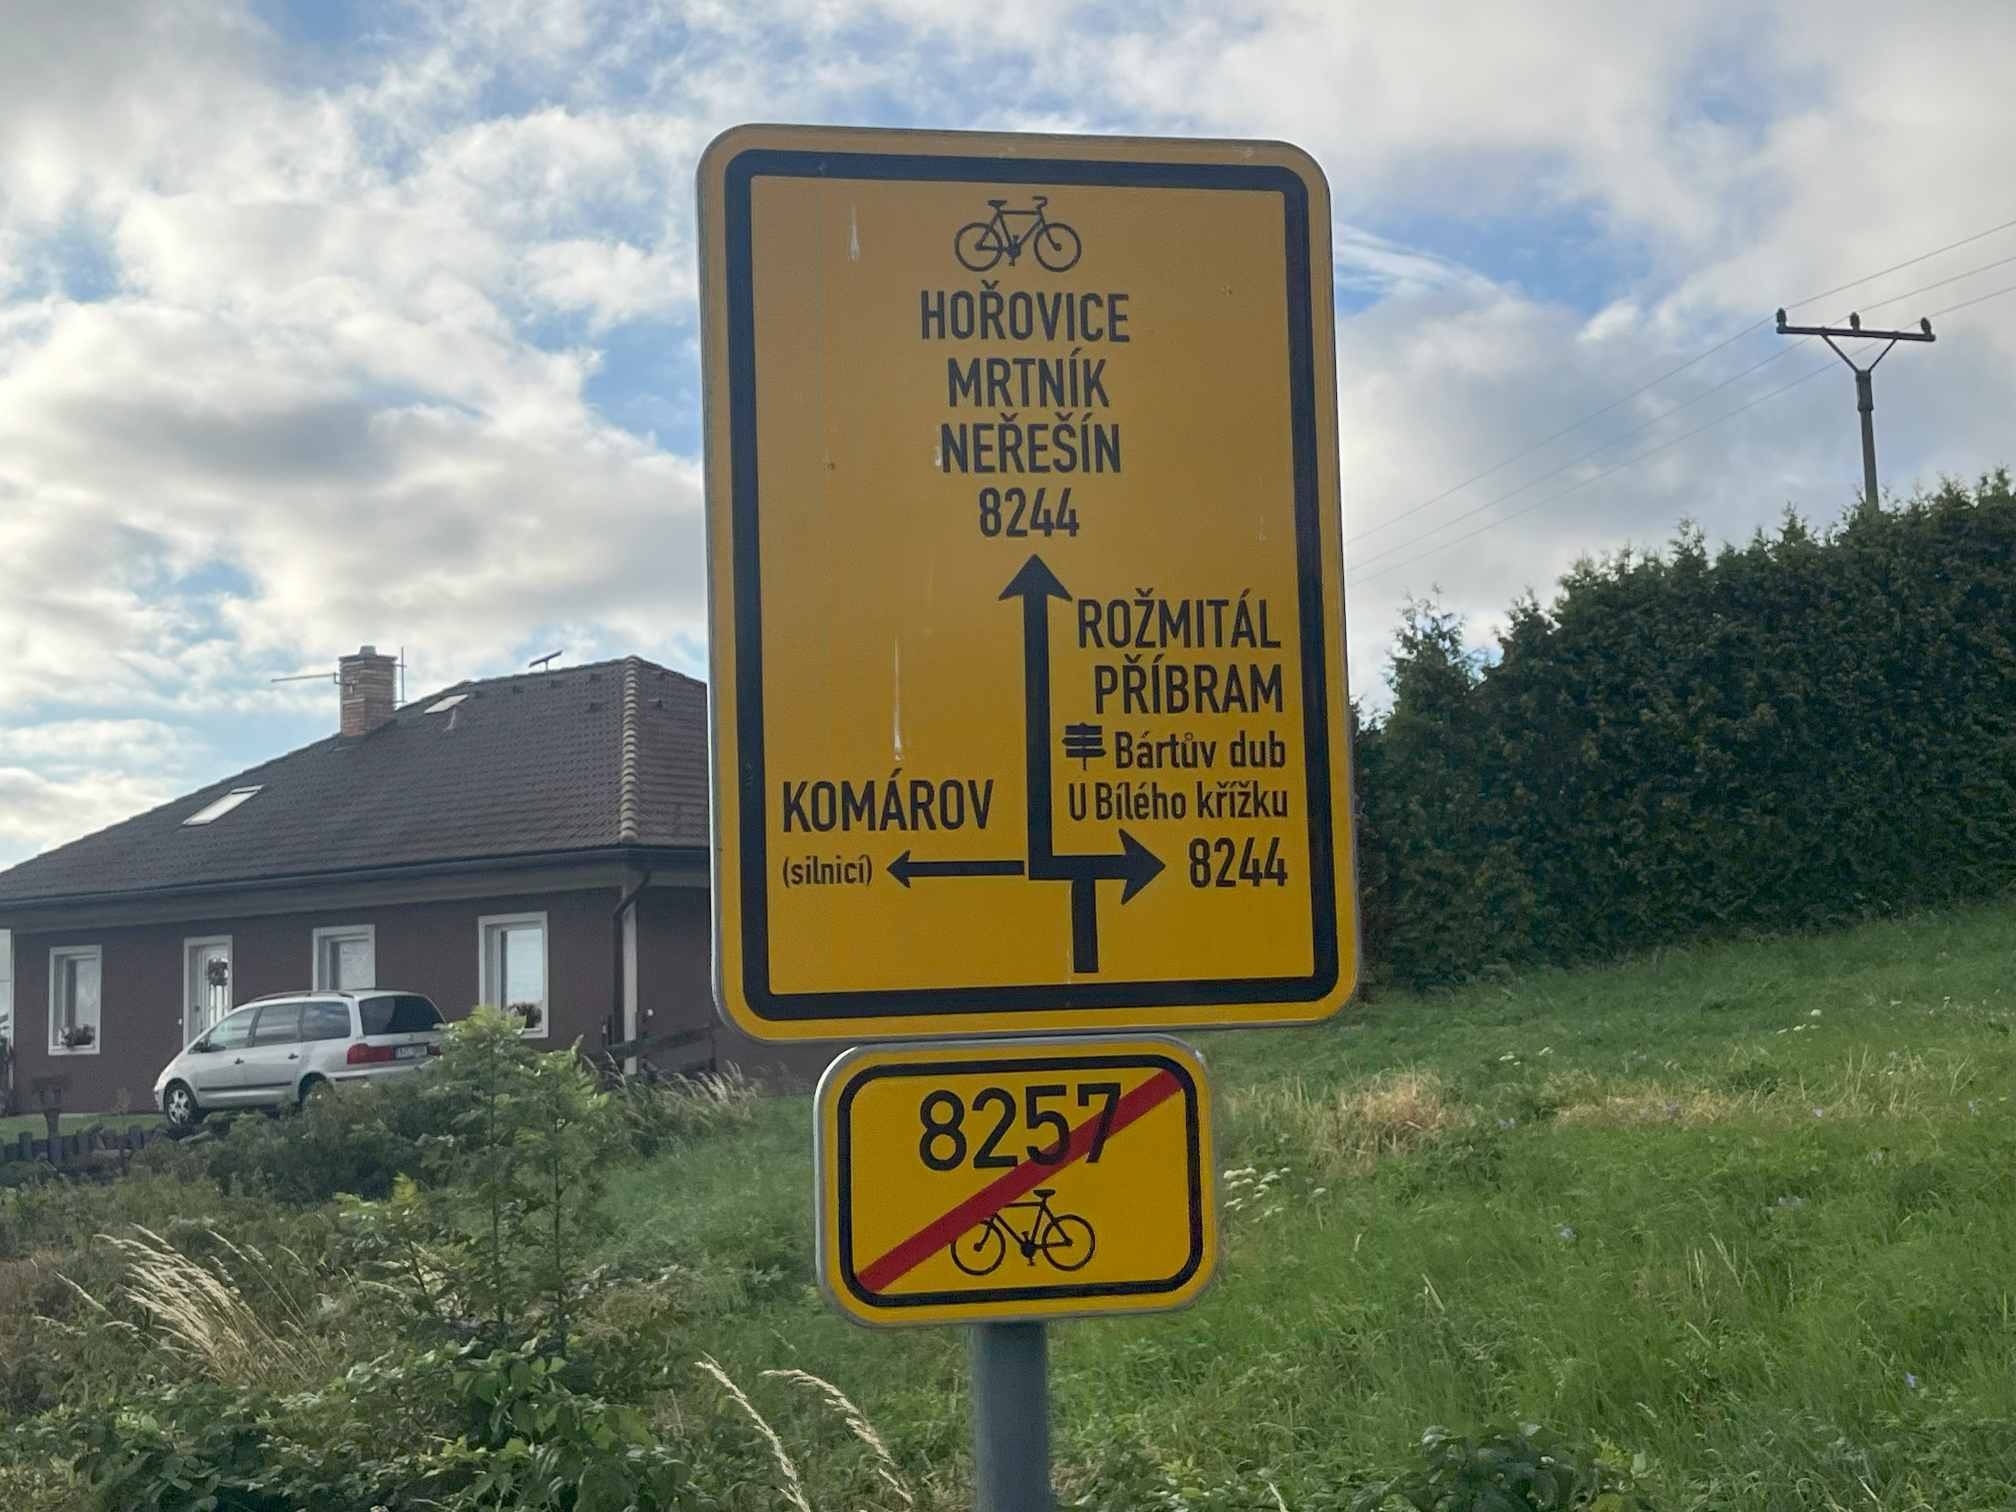 HOŘOVICE
MRTNÍK
NEŘEŠÍN
8244
ROŽMITÁL
PŘÍBRAM
Bártův dub
U Bílého křížku
8244
KOMÁROV
(silnicí)
8257